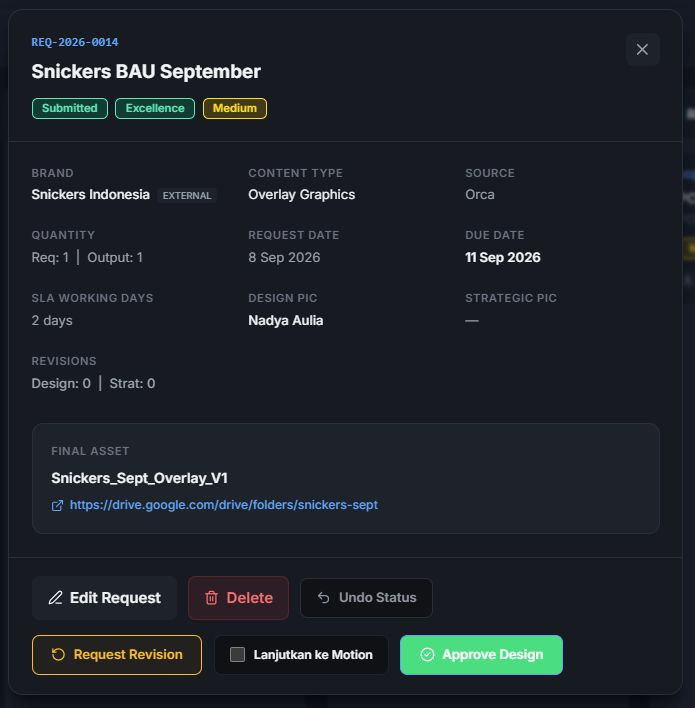 REQ-2026-0014
Snickers BAU September
Submitted Excellence Medium
BRAND CONTENT TYPE SOURCE
Snickers Indonesia EXTERNAL Overlay Graphics Orca
QUANTITY REQUEST DATE DUE DATE
Req: 1 | Output: 1 8 Sep 2026 11 Sep 2026
SLA WORKING DAYS DESIGN PIC STRATEGIC PIC
2 days Nadya Aulia —
REVISIONS
Design: 0 | Strat: 0
FINAL ASSET
Snickers_Sept_Overlay_V1
https://drive.google.com/drive/folders/snickers-sept
Edit Request Delete Undo Status
Request Revision Lanjutkan ke Motion Approve Design